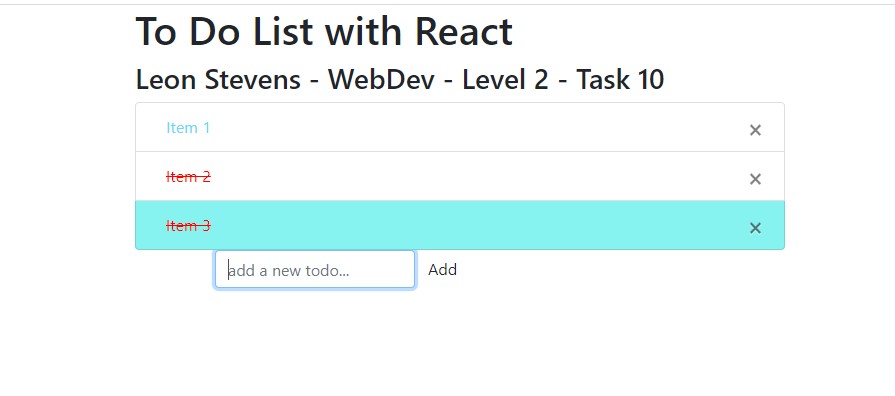 To Do List with React
Leon Stevens - WebDev - Level 2 - Task 10
Item 1 ×
Item 2 ×
Item 3 ×
add a new todo... Add